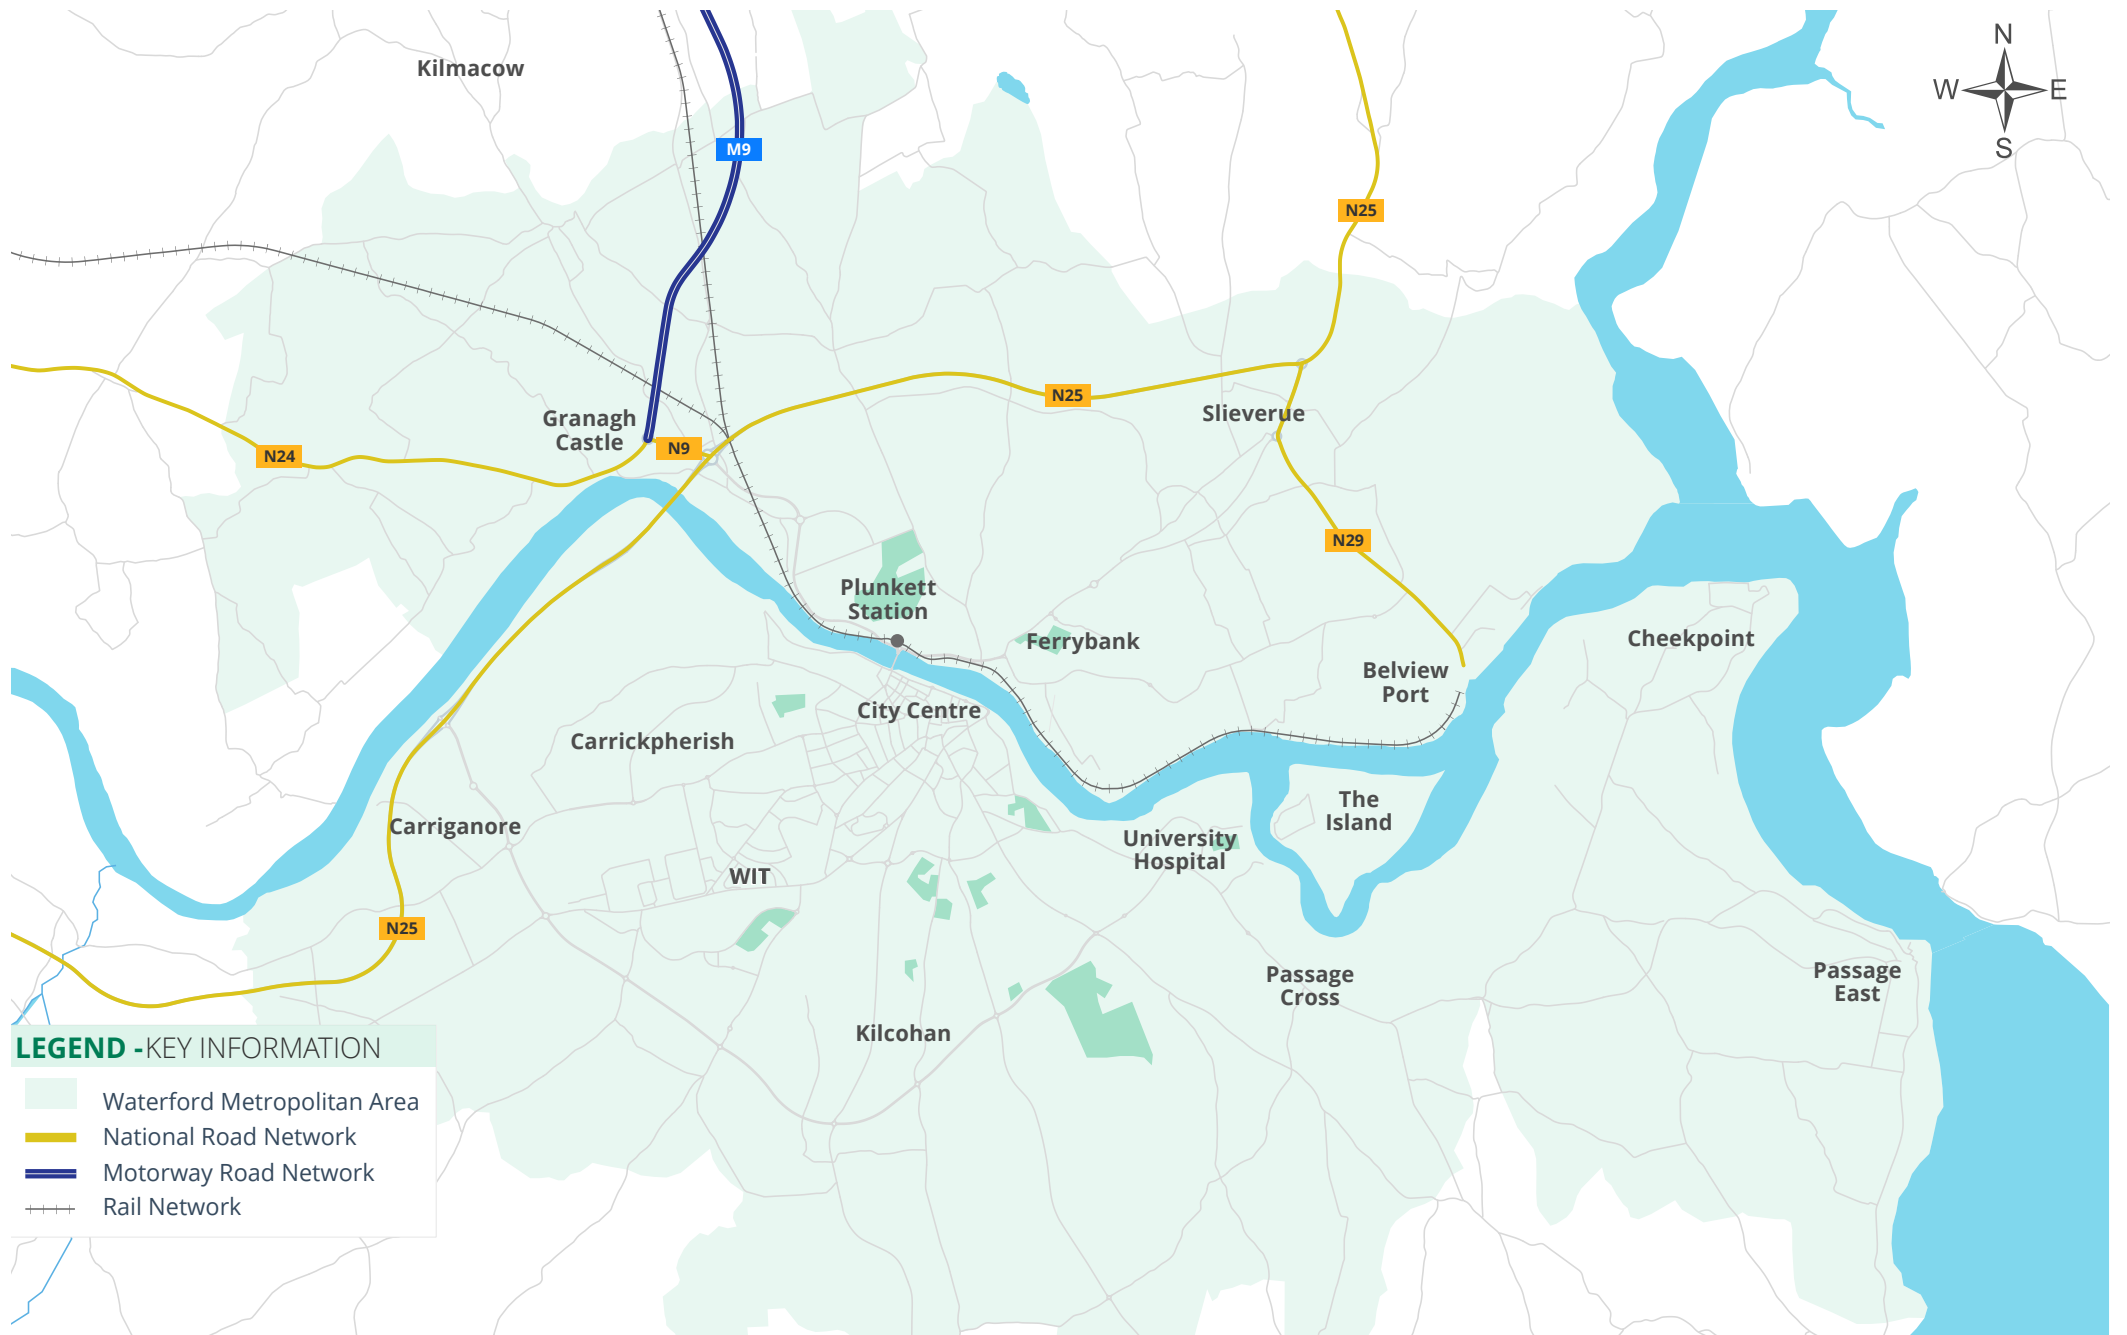 N
Kilmacow
W
E
M9
S
N25
N25
Granagh
Castle
Slieverue
N9
N24
N29
Plunkett
Station
Ferrybank
Cheekpoint
Belview
Port
City Centre
Carrickpherish
The
Island
Carriganore
University
Hospital
WIT
N25
Passage
East
Passage
Cross
Kilcohan
LEGEND -KEY INFORMATION
Waterford Metropolitan Area
National Road Network
Motorway Road Network
Rail Network